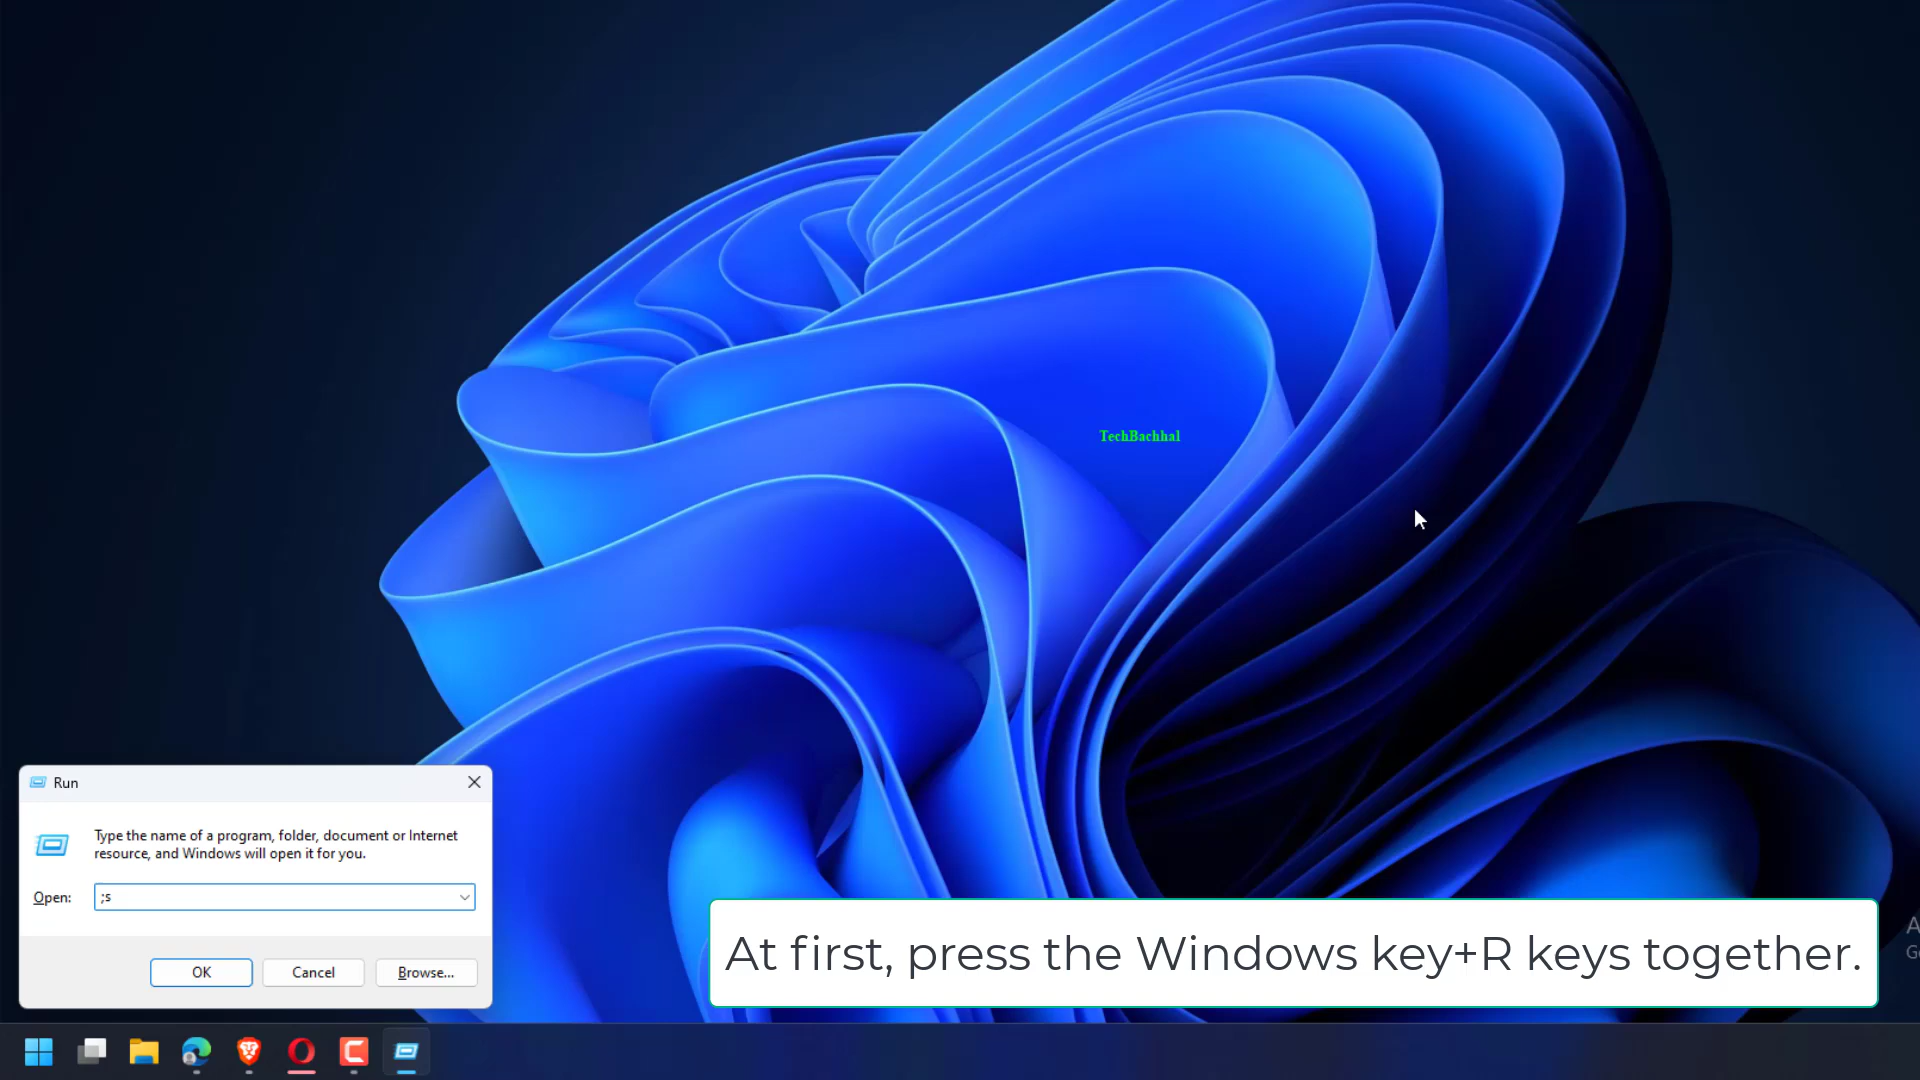 TechBachhal
Run
Type the name of a program, folder, document or Internet
resource, and Windows will open it for you.
Open:
;s
OK
Cancel
Browse...
At first, press the Windows key+R keys together.